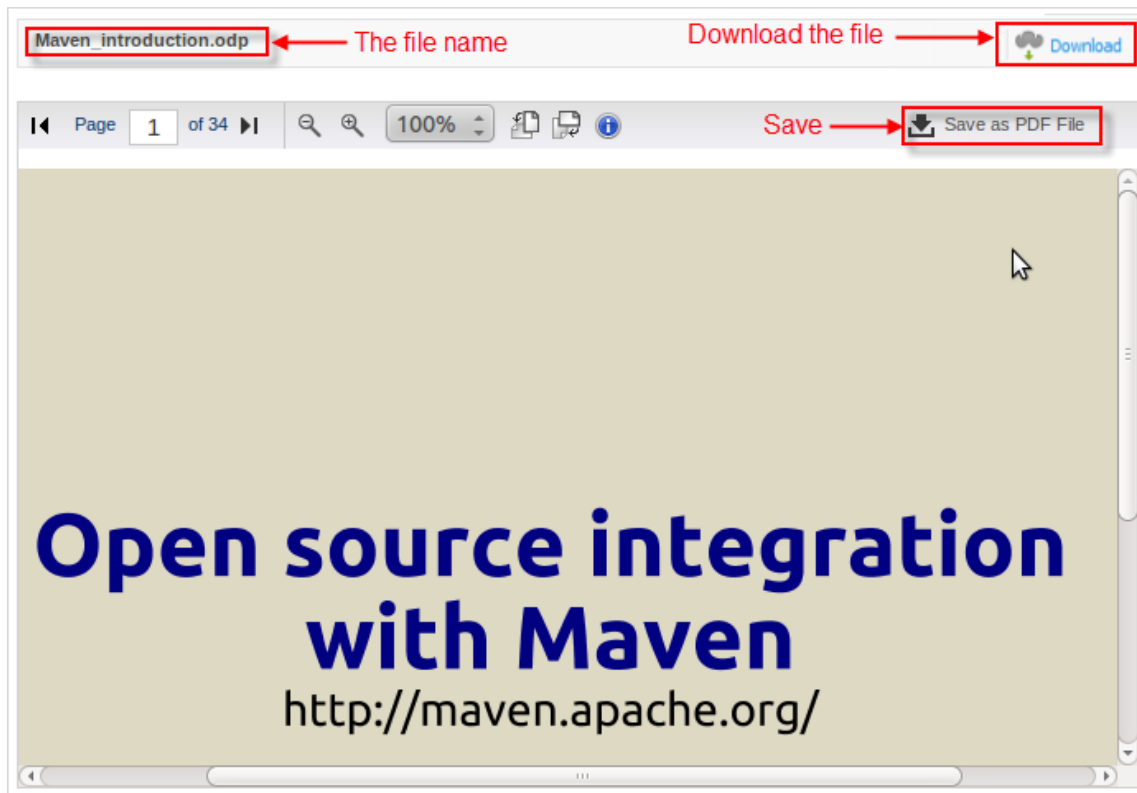 Maven_introduction.odp The file name Download the file Download
Page 1 of 34 100% Save Save as PDF File
Open source integration
with Maven
http://maven.apache.org/